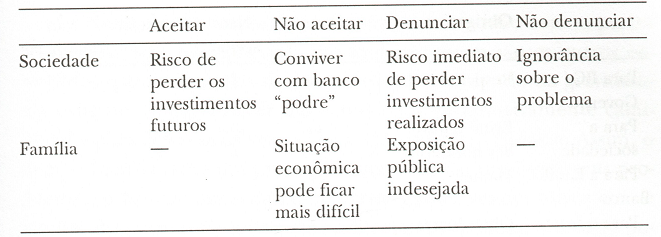 Aceitar Não aceitar Denunciar Não denunciar
Sociedade Risco de Conviver Risco imediato Ignorância
perder os com banco de perder sobre o
investimentos “podre” investimentos problema
futuros realizados
Família — Situação Exposição —
econômica pública
pode ficar indesejada
mais difícil